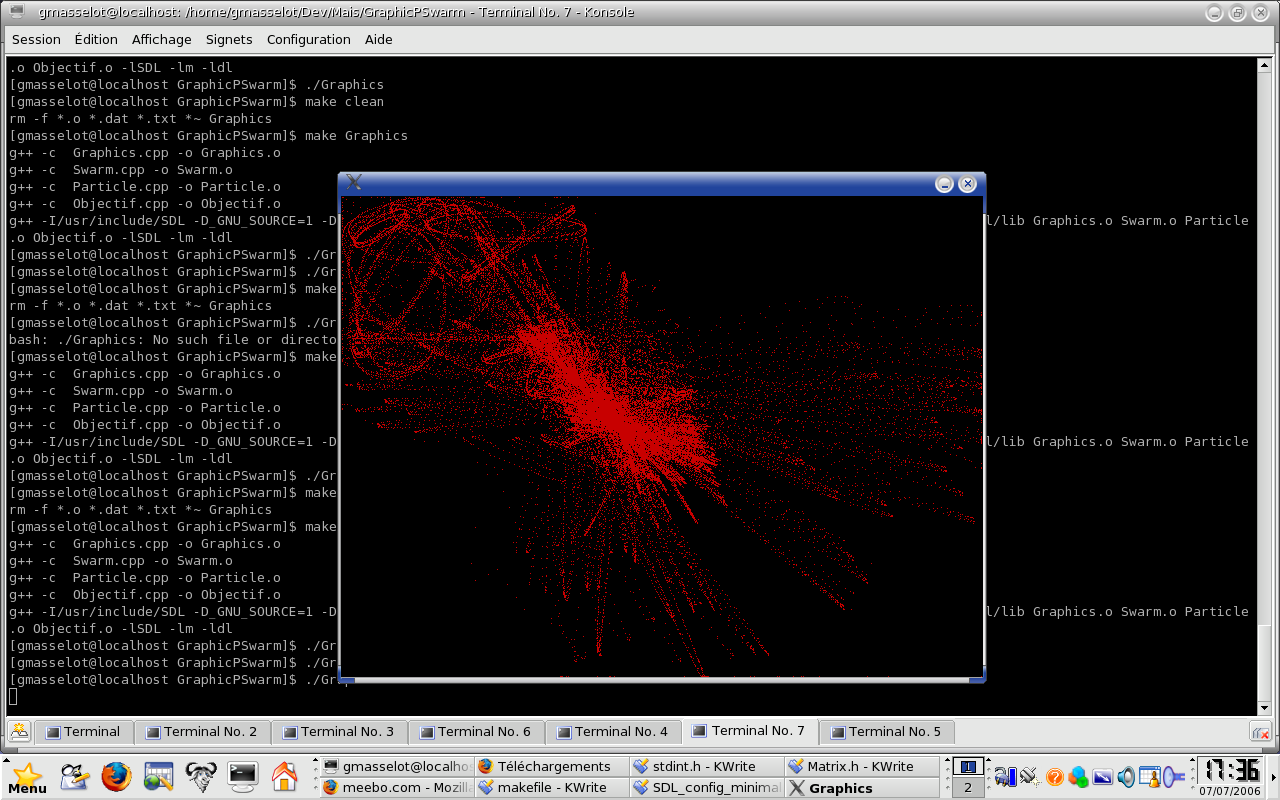 gmasselot@localhost: /home/gmasselot/Dev/Mais/GraphicPSwarm - Terminal No. 7 - Konsole
Session Édition Affichage Signets Configuration Aide
.o Objectif.o -lSDL -lm -ldl
[gmasselot@localhost GraphicPSwarm]$ ./Graphics
[gmasselot@localhost GraphicPSwarm]$ make clean
rm -f *.o *.dat *.txt *~ Graphics
[gmasselot@localhost GraphicPSwarm]$ make Graphics
g++ -c  Graphics.cpp -o Graphics.o
g++ -c  Swarm.cpp -o Swarm.o
g++ -c  Particle.cpp -o Particle.o
g++ -c  Objectif.cpp -o Objectif.o
g++ -I/usr/include/SDL -D_GNU_SOURCE=1 -D l/lib Graphics.o Swarm.o Particle
.o Objectif.o -lSDL -lm -ldl
[gmasselot@localhost GraphicPSwarm]$ ./Gr
[gmasselot@localhost GraphicPSwarm]$ ./Gr
[gmasselot@localhost GraphicPSwarm]$ make
rm -f *.o *.dat *.txt *~ Graphics
[gmasselot@localhost GraphicPSwarm]$ ./Gr
bash: ./Graphics: No such file or directo
[gmasselot@localhost GraphicPSwarm]$ make
g++ -c  Graphics.cpp -o Graphics.o
g++ -c  Swarm.cpp -o Swarm.o
g++ -c  Particle.cpp -o Particle.o
g++ -c  Objectif.cpp -o Objectif.o
g++ -I/usr/include/SDL -D_GNU_SOURCE=1 -D l/lib Graphics.o Swarm.o Particle
.o Objectif.o -lSDL -lm -ldl
[gmasselot@localhost GraphicPSwarm]$ ./Gr
[gmasselot@localhost GraphicPSwarm]$ make
rm -f *.o *.dat *.txt *~ Graphics
[gmasselot@localhost GraphicPSwarm]$ make
g++ -c  Graphics.cpp -o Graphics.o
g++ -c  Swarm.cpp -o Swarm.o
g++ -c  Particle.cpp -o Particle.o
g++ -c  Objectif.cpp -o Objectif.o
g++ -I/usr/include/SDL -D_GNU_SOURCE=1 -D l/lib Graphics.o Swarm.o Particle
.o Objectif.o -lSDL -lm -ldl
[gmasselot@localhost GraphicPSwarm]$ ./Gr
[gmasselot@localhost GraphicPSwarm]$ ./Gr
[gmasselot@localhost GraphicPSwarm]$ ./Gr
Terminal Terminal No. 2 Terminal No. 3 Terminal No. 6 Terminal No. 4 Terminal No. 7 Terminal No. 5
Menu
gmasselot@localhos Téléchargements stdint.h - KWrite Matrix.h - KWrite
meebo.com - Mozill makefile - KWrite SDL_config_minimal Graphics
1
2
17:36
07/07/2006